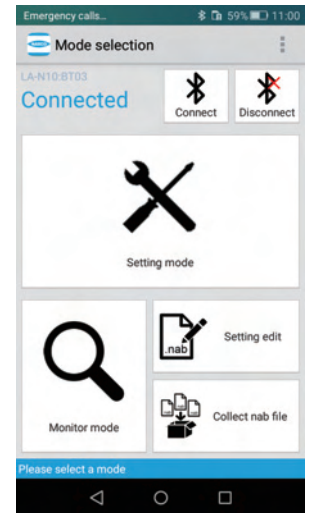 Emergency calls... 59% 11:00
Mode selection
LA-N10:BT03
Connected
Connect
Disconnect
Setting mode
.nab
Setting edit
Monitor mode
Collect nab file
Please select a mode